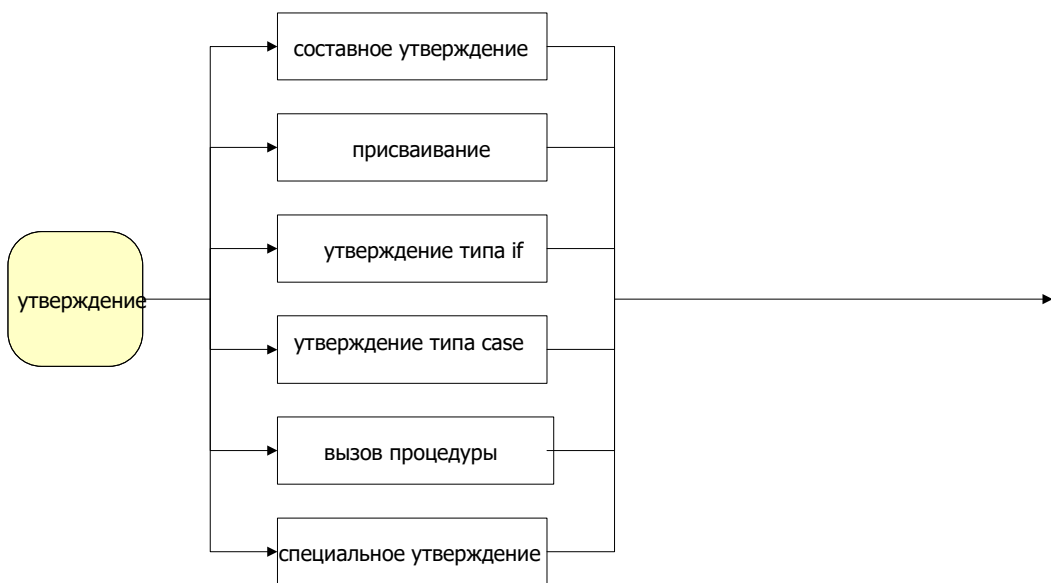 составное утверждение
присваивание
утверждение типа if
утверждение
утверждение типа case
вызов процедуры
специальное утверждение